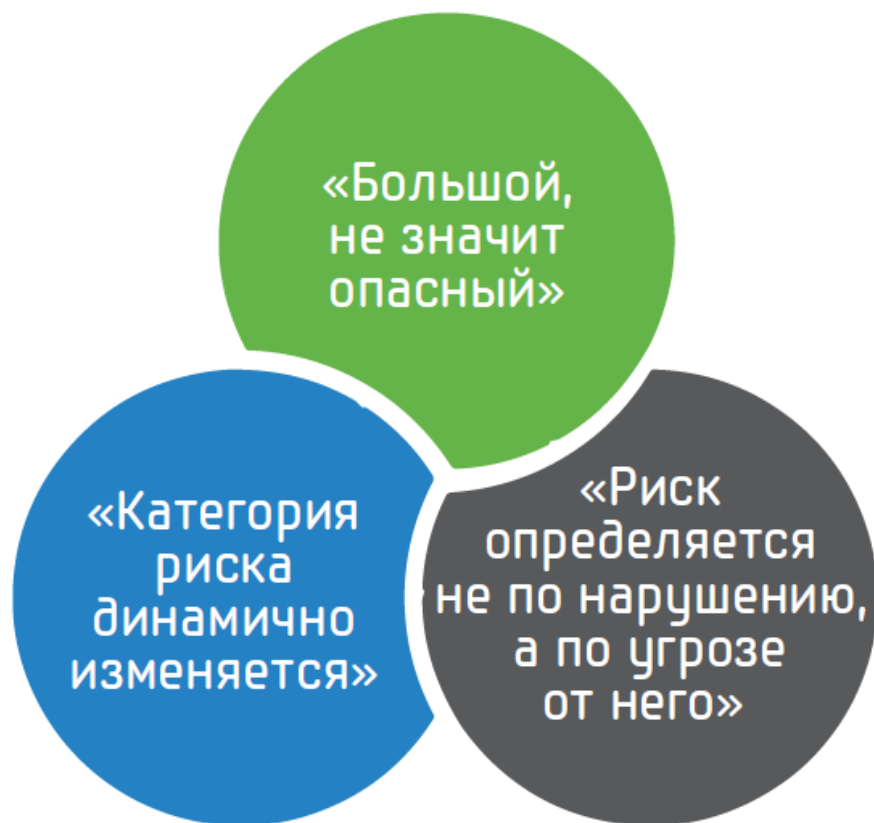 «Большой,
не значит
опасный»
«Категория
риска
динамично
изменяется»
«Риск
определяется
не по нарушению,
а по угрозе
от него»